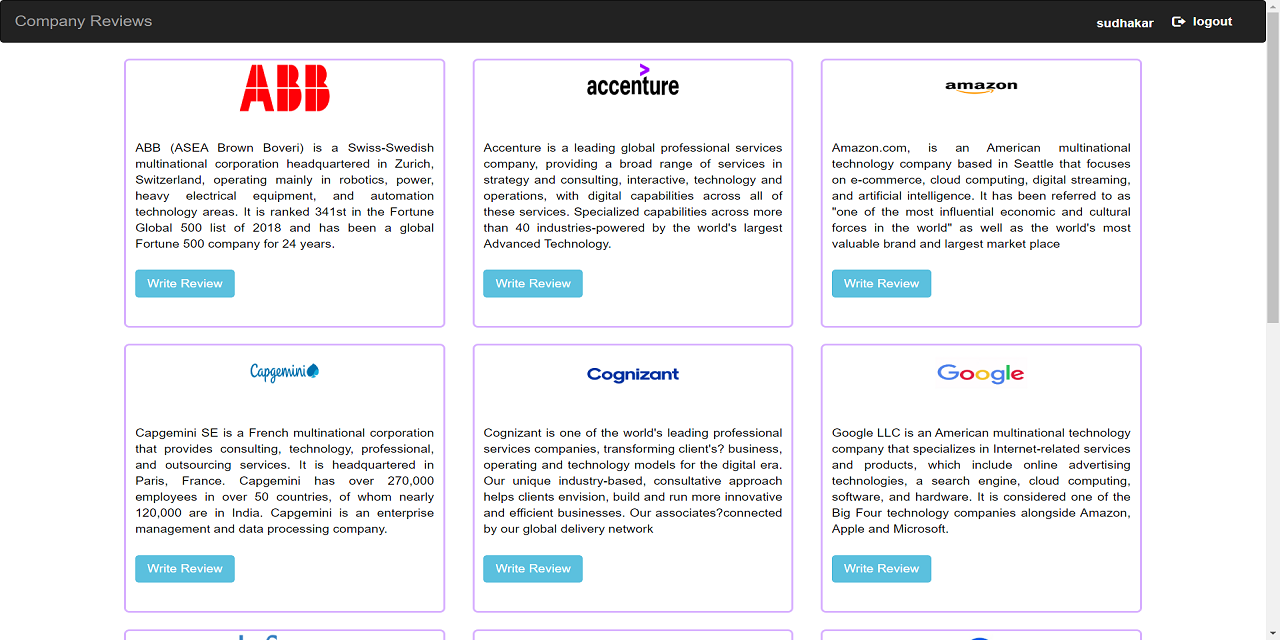 Company Reviews
sudhakar
logout
ABB
ABB (ASEA Brown Boveri) is a Swiss-Swedish
multinational corporation headquartered in Zurich,
Switzerland, operating mainly in robotics, power,
heavy electrical equipment, and automation
technology areas. It is ranked 341st in the Fortune
Global 500 list of 2018 and has been a global
Fortune 500 company for 24 years.
Write Review
accenture
Accenture is a leading global professional services
company, providing a broad range of services in
strategy and consulting, interactive, technology and
operations, with digital capabilities across all of
these services. Specialized capabilities across more
than 40 industries-powered by the world's largest
Advanced Technology.
Write Review
amazon
Amazon.com, is an American multinational
technology company based in Seattle that focuses
on e-commerce, cloud computing, digital streaming,
and artificial intelligence. It has been referred to as
"one of the most influential economic and cultural
forces in the world" as well as the world's most
valuable brand and largest market place
Write Review
Capgemini
Capgemini SE is a French multinational corporation
that provides consulting, technology, professional,
and outsourcing services. It is headquartered in
Paris, France. Capgemini has over 270,000
employees in over 50 countries, of whom nearly
120,000 are in India. Capgemini is an enterprise
management and data processing company.
Write Review
Cognizant
Cognizant is one of the world's leading professional
services companies, transforming client's? business,
operating and technology models for the digital era.
Our unique industry-based, consultative approach
helps clients envision, build and run more innovative
and efficient businesses. Our associates?connected
by our global delivery network
Write Review
Google
Google LLC is an American multinational technology
company that specializes in Internet-related services
and products, which include online advertising
technologies, a search engine, cloud computing,
software, and hardware. It is considered one of the
Big Four technology companies alongside Amazon,
Apple and Microsoft.
Write Review